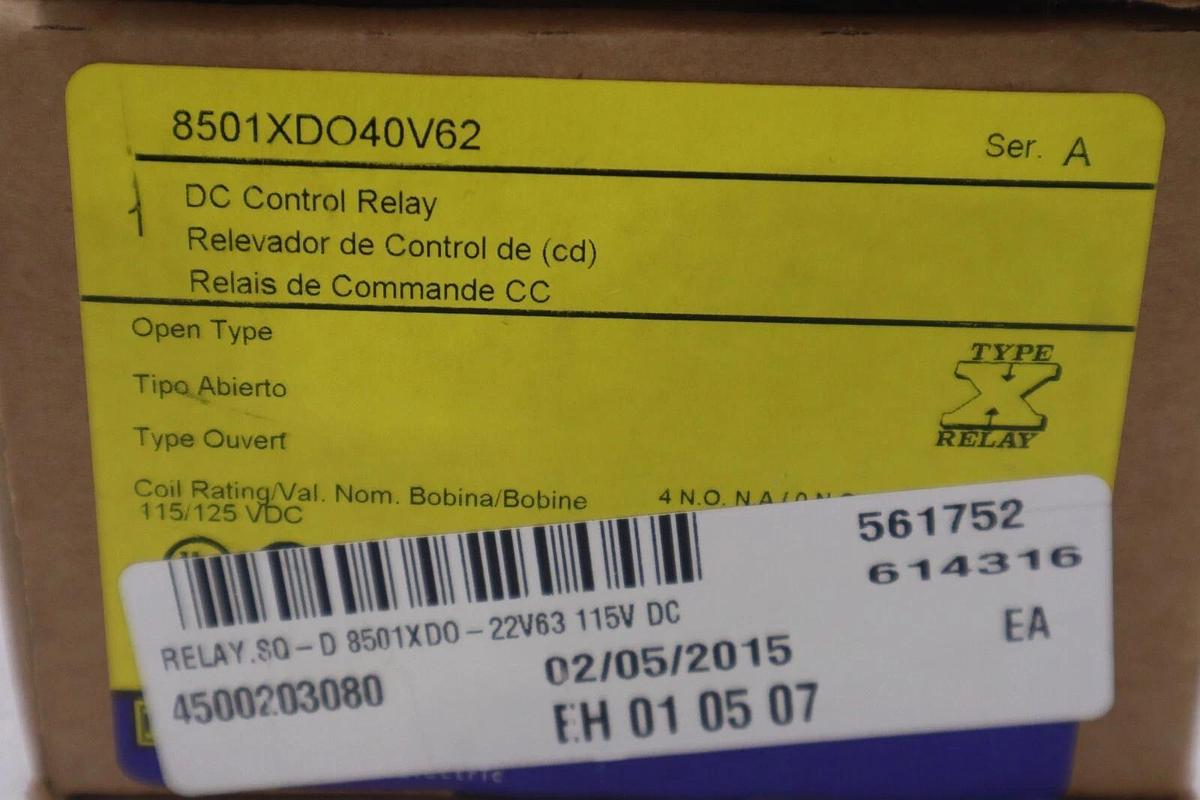 8501XDO40V62
Ser. A
DC Control Relay
Relevador de Control de (cd)
Relais de Commande CC
Open Type
Tipo Abierto
Type Ouvert
TYPE
RELAY
Coil Rating/Val. Nom. Bobina/Bobine
115/125 VDC
4 N.O. N.A / 0 N.C
561752
614316
RELAY.SQ-D 8501XDO-22V63 115V DC
EA
4500203080
02/05/2015
EH 01 05 07